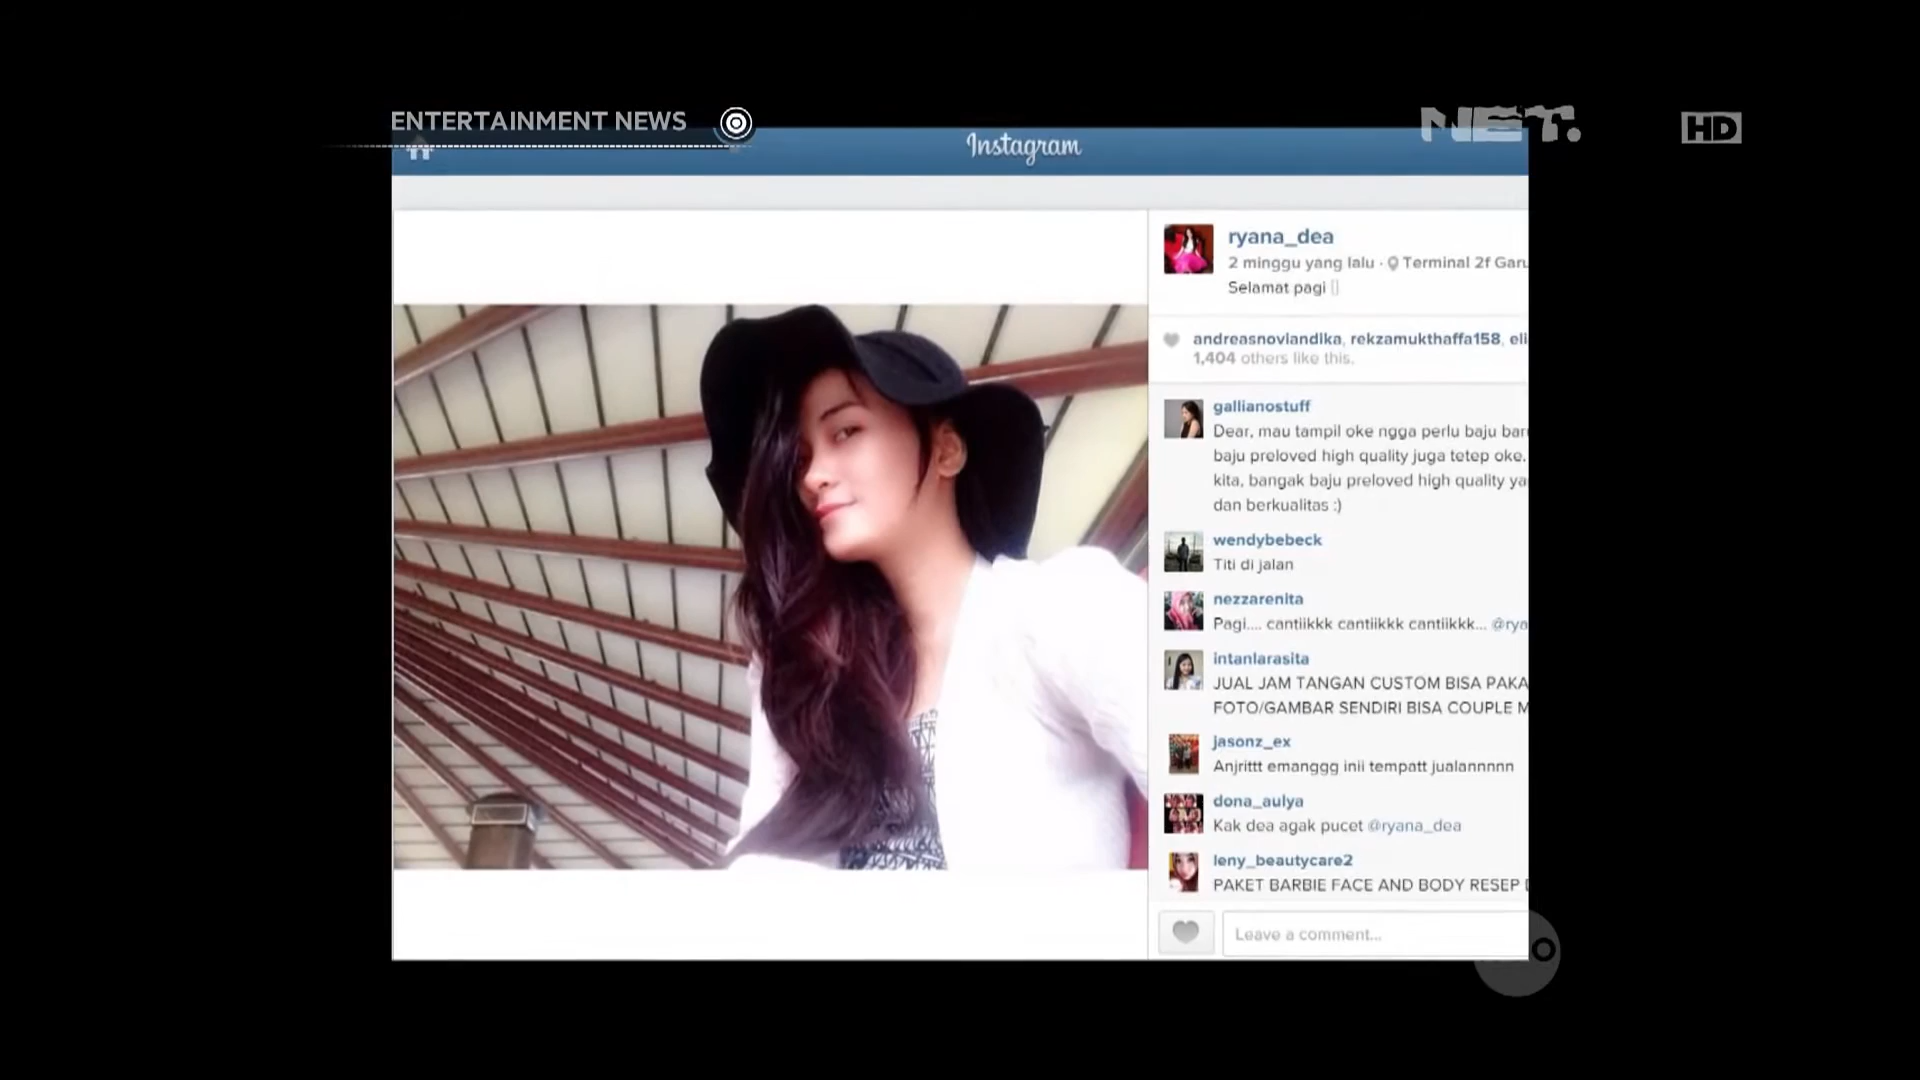 ENTERTAINMENT NEWS
NET.
HD
Instagram
ryana_dea
2 minggu yang lalu · Terminal 2f Garu
Selamat pagi
andreasnoviandika, rekzamukthaffa158, eli
1,404 others like this.
gallianostuff
Dear, mau tampil oke ngga perlu baju bar
baju preloved high quality juga tetep oke.
kita, bangak baju preloved high quality ya
dan berkualitas :)
wendybebeck
Titi di jalan
nezzarenita
Pagi.... cantiikkk cantiikkk cantiikkk... @rya
intanlarasita
JUAL JAM TANGAN CUSTOM BISA PAKA
FOTO/GAMBAR SENDIRI BISA COUPLE M
jasonz_ex
Anjrittt emanggg inii tempatt jualannnnn
dona_aulya
Kak dea agak pucet @ryana_dea
leny_beautycare2
PAKET BARBIE FACE AND BODY RESEP
Leave a comment...